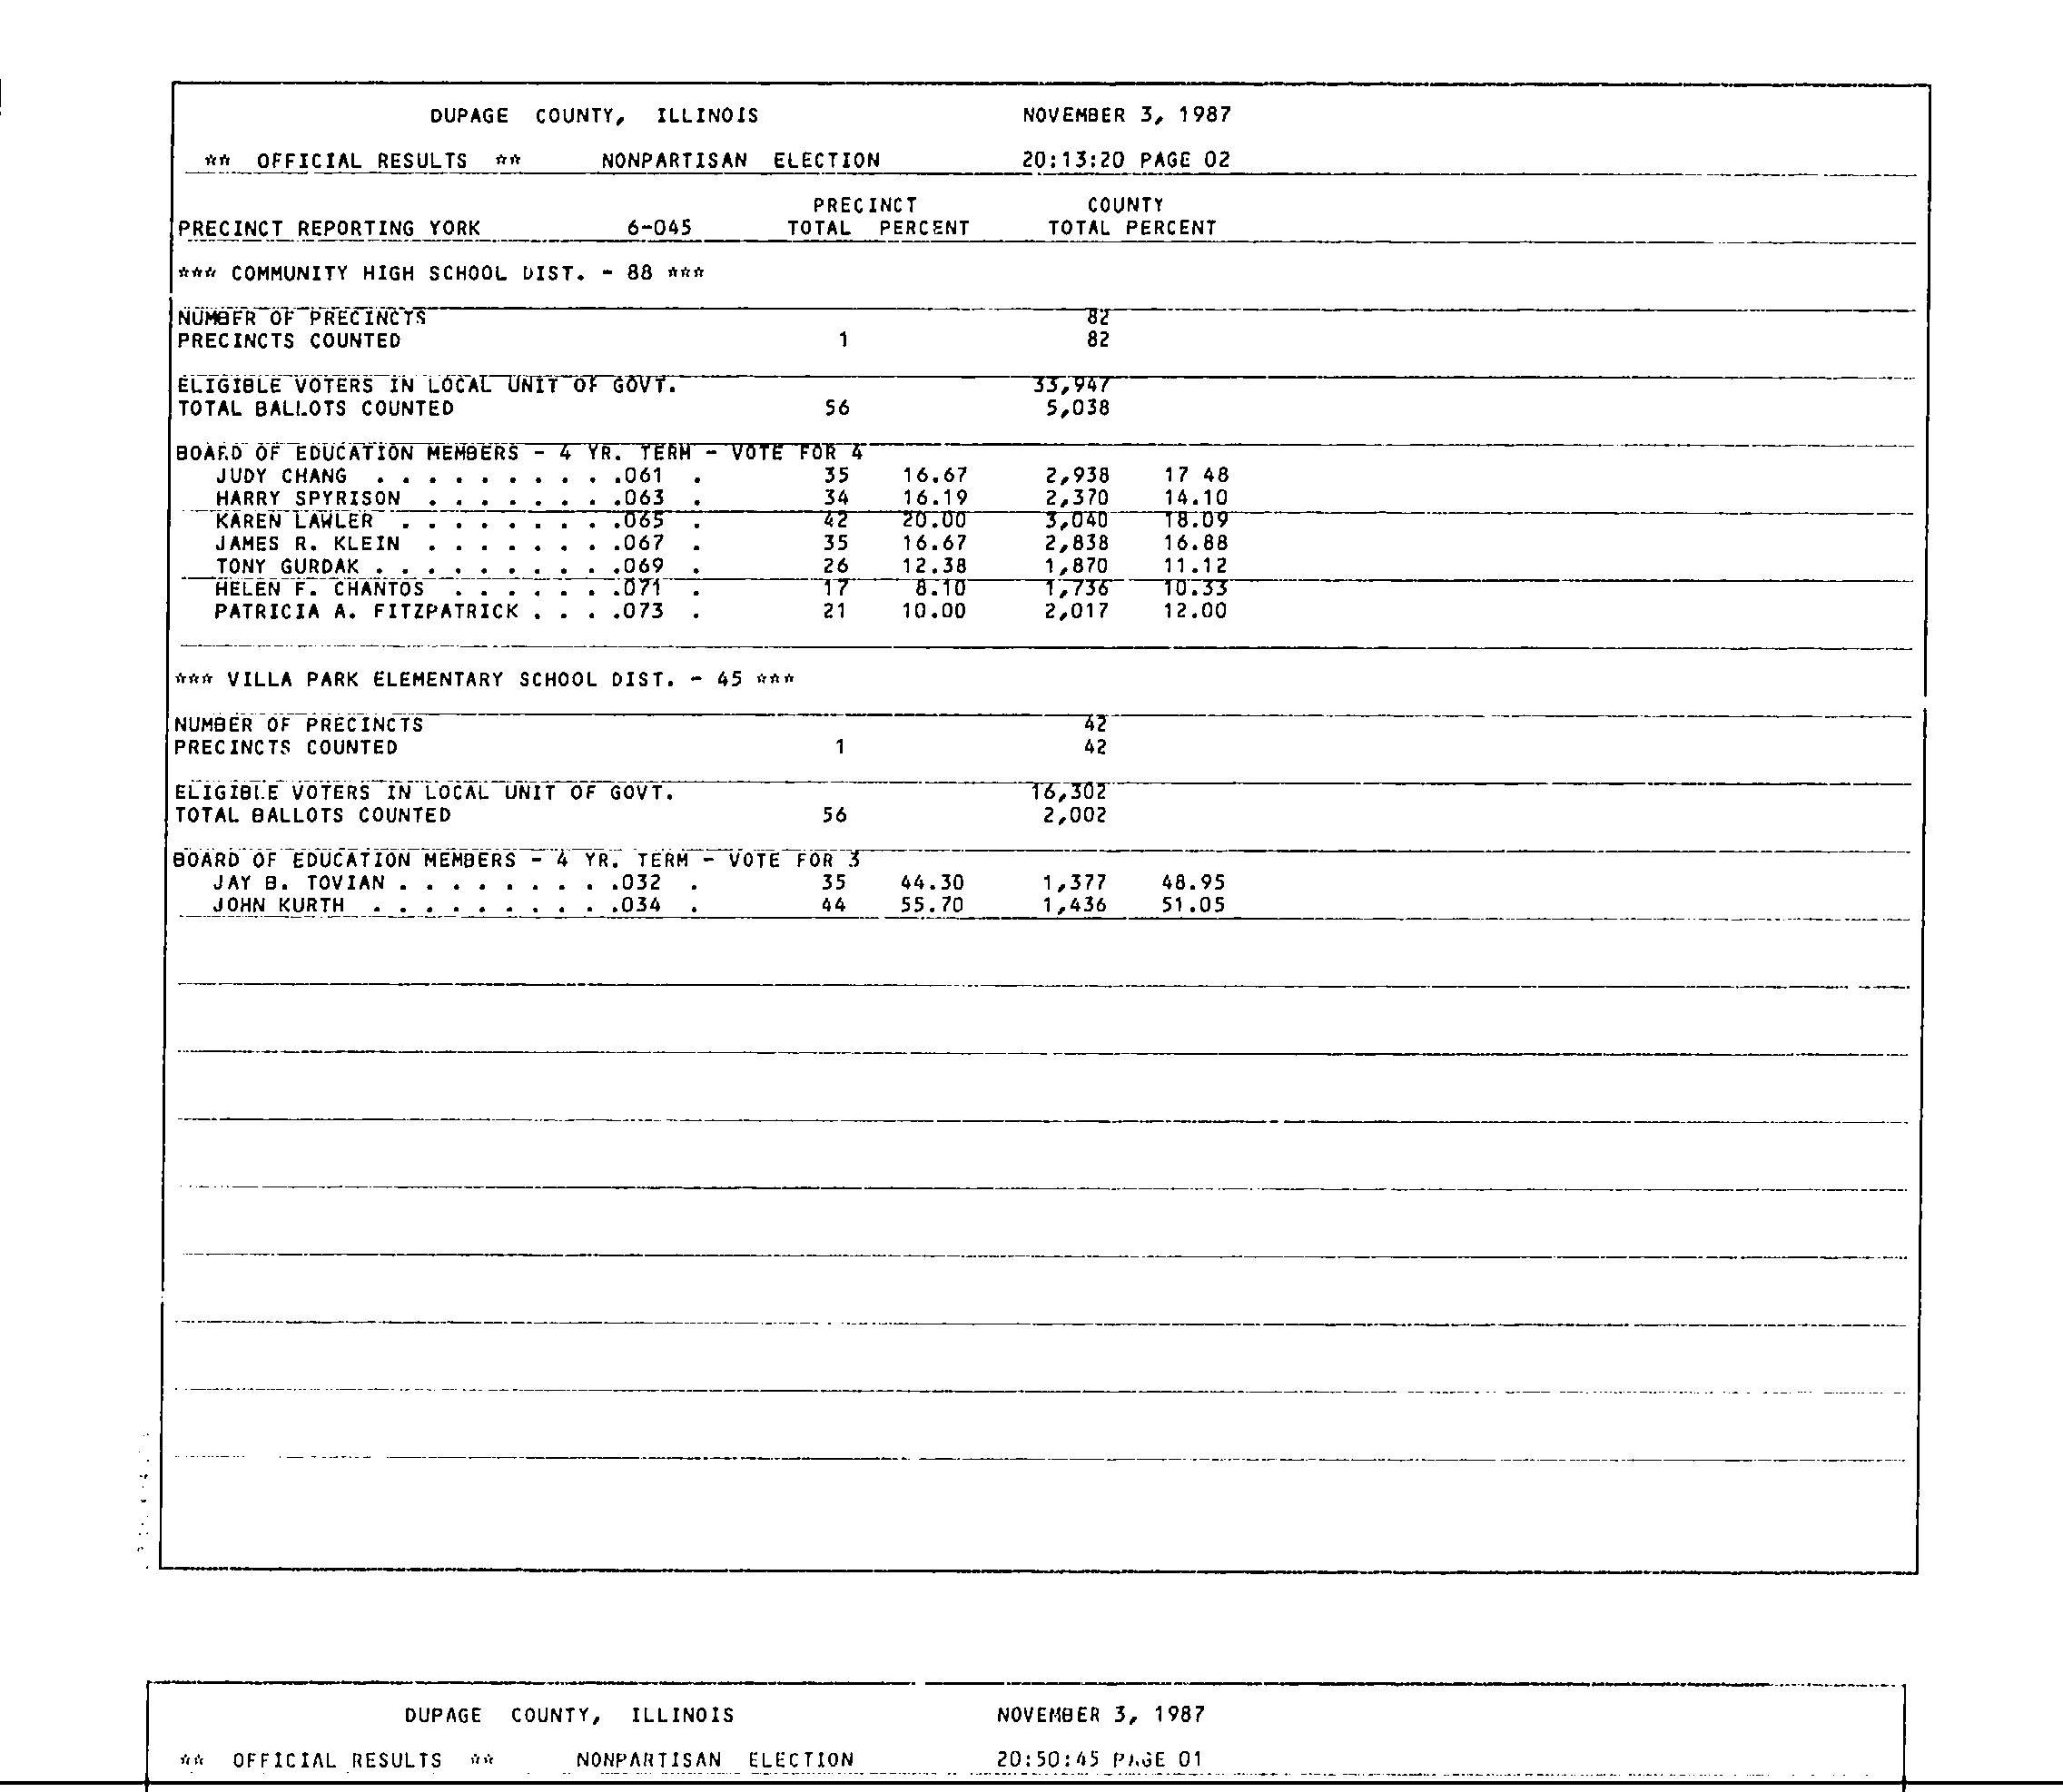 DUPAGE COUNTY, ILLINOIS NOVEMBER 3, 1987
** OFFICIAL RESULTS ** NONPARTISAN ELECTION 20:13:20 PAGE 02
PRECINCT COUNTY
PRECINCT REPORTING YORK 6-045 TOTAL PERCENT TOTAL PERCENT
*** COMMUNITY HIGH SCHOOL DIST. - 88 ***
NUMBER OF PRECINCTS 82
PRECINCTS COUNTED 1 82
ELIGIBLE VOTERS IN LOCAL UNIT OF GOVT. 33,947
TOTAL BALLOTS COUNTED 56 5,038
BOARD OF EDUCATION MEMBERS - 4 YR. TERM - VOTE FOR 4
JUDY CHANG . . . . . . . . . .061 . 35 16.67 2,938 17 48
HARRY SPYRISON . . . . . . . .063 . 34 16.19 2,370 14.10
KAREN LAWLER . . . . . . . . .065 . 42 20.00 3,040 18.09
JAMES R. KLEIN . . . . . . . .067 . 35 16.67 2,838 16.88
TONY GURDAK . . . . . . . . . .069 . 26 12.38 1,870 11.12
HELEN F. CHANTOS . . . . . . .071 . 17 8.10 1,736 10.33
PATRICIA A. FITZPATRICK . . . .073 . 21 10.00 2,017 12.00
*** VILLA PARK ELEMENTARY SCHOOL DIST. - 45 ***
NUMBER OF PRECINCTS 42
PRECINCTS COUNTED 1 42
ELIGIBLE VOTERS IN LOCAL UNIT OF GOVT. 16,302
TOTAL BALLOTS COUNTED 56 2,002
BOARD OF EDUCATION MEMBERS - 4 YR. TERM - VOTE FOR 3
JAY B. TOVIAN . . . . . . . . .032 . 35 44.30 1,377 48.95
JOHN KURTH . . . . . . . . . .034 . 44 55.70 1,436 51.05
DUPAGE COUNTY, ILLINOIS NOVEMBER 3, 1987
** OFFICIAL RESULTS ** NONPARTISAN ELECTION 20:50:45 PAGE 01